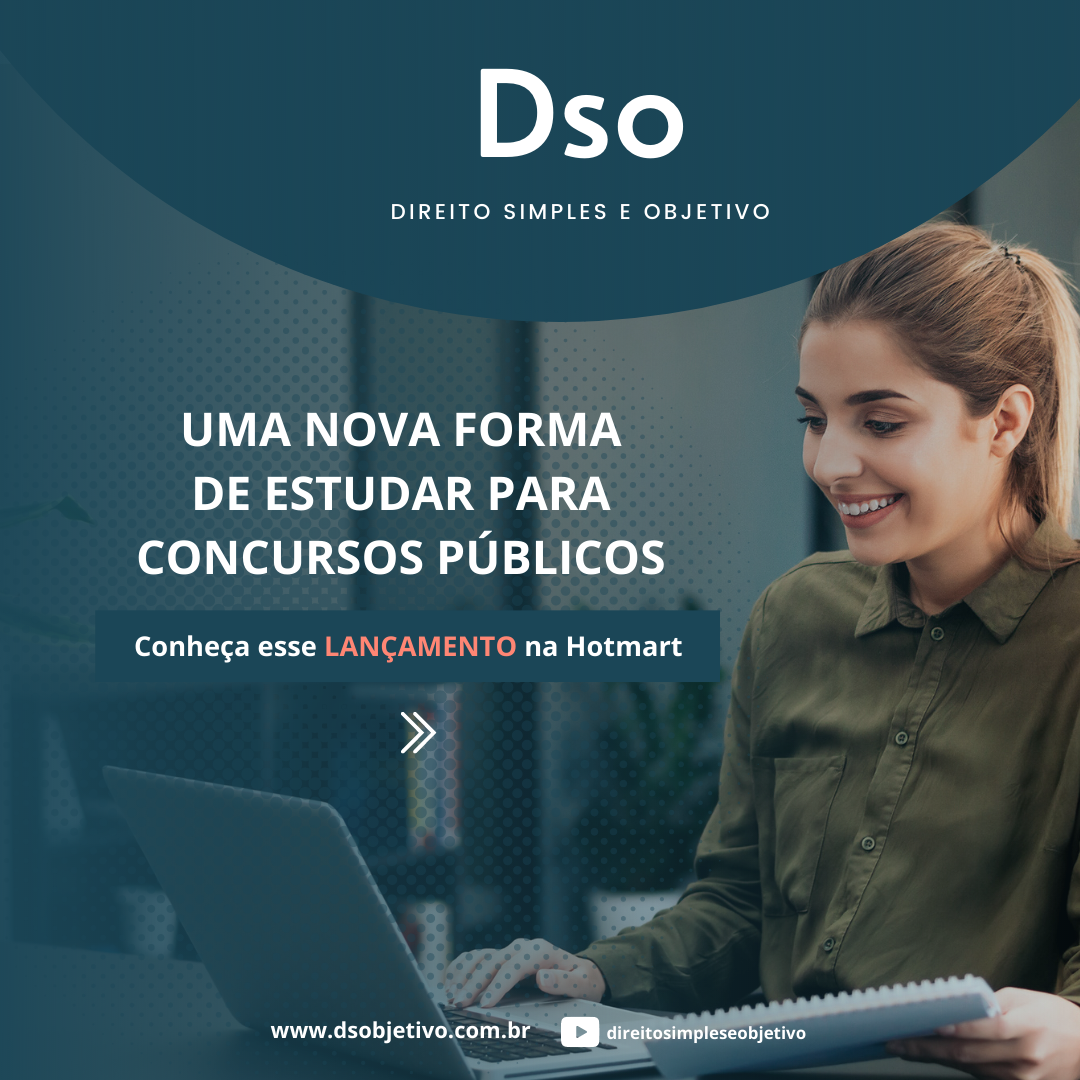 Dso
DIREITO SIMPLES E OBJETIVO
UMA NOVA FORMA
DE ESTUDAR PARA
CONCURSOS PÚBLICOS
Conheça esse LANÇAMENTO na Hotmart
www.dsobjetivo.com.br
direitosimpleseobjetivo